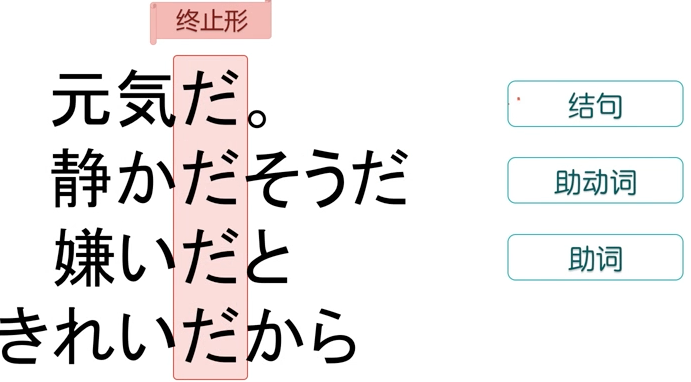 终止形
元気だ。
结句
静かだそうだ
助动词
嫌いだと
助词
きれいだから